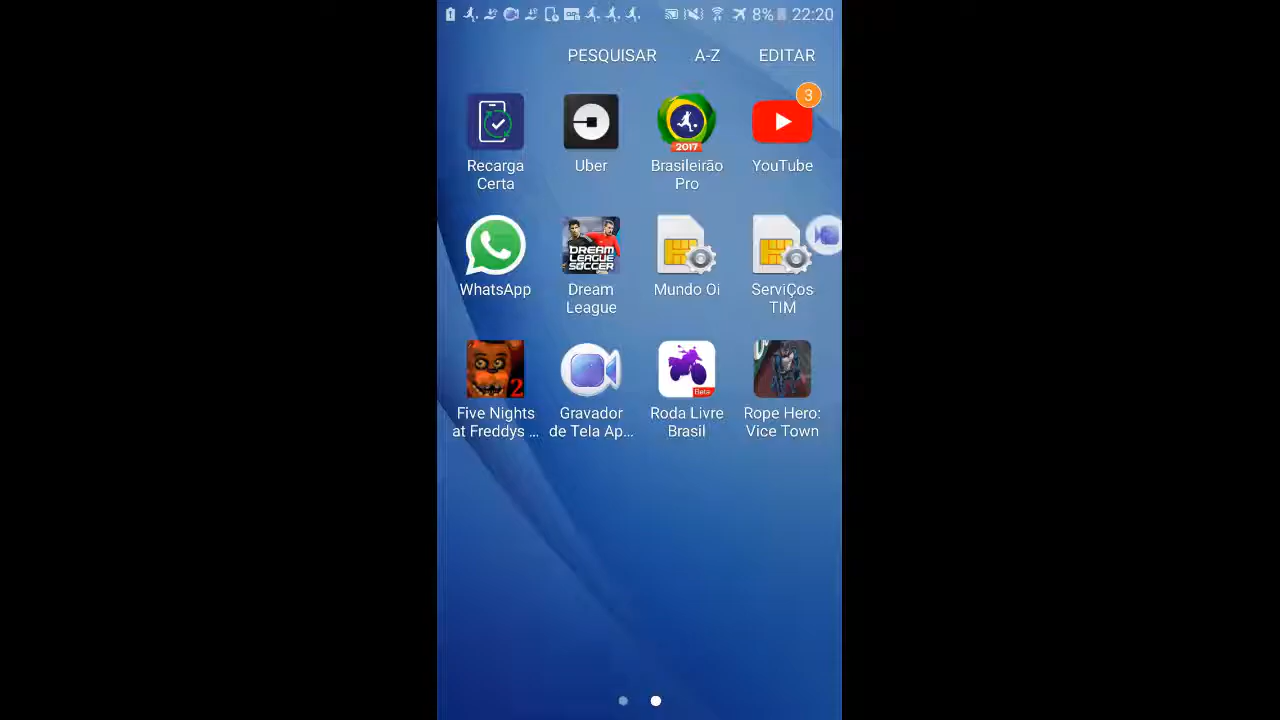 8% 22:20
PESQUISAR A-Z EDITAR
3
2017
Recarga
Certa
Uber
Brasileirão
Pro
YouTube
DREAM
LEAGUE
SOCCER
WhatsApp
Dream
League
Mundo Oi
ServiÇos
TIM
2
Beta
Five Nights
at Freddys ...
Gravador
de Tela Ap...
Roda Livre
Brasil
Rope Hero:
Vice Town